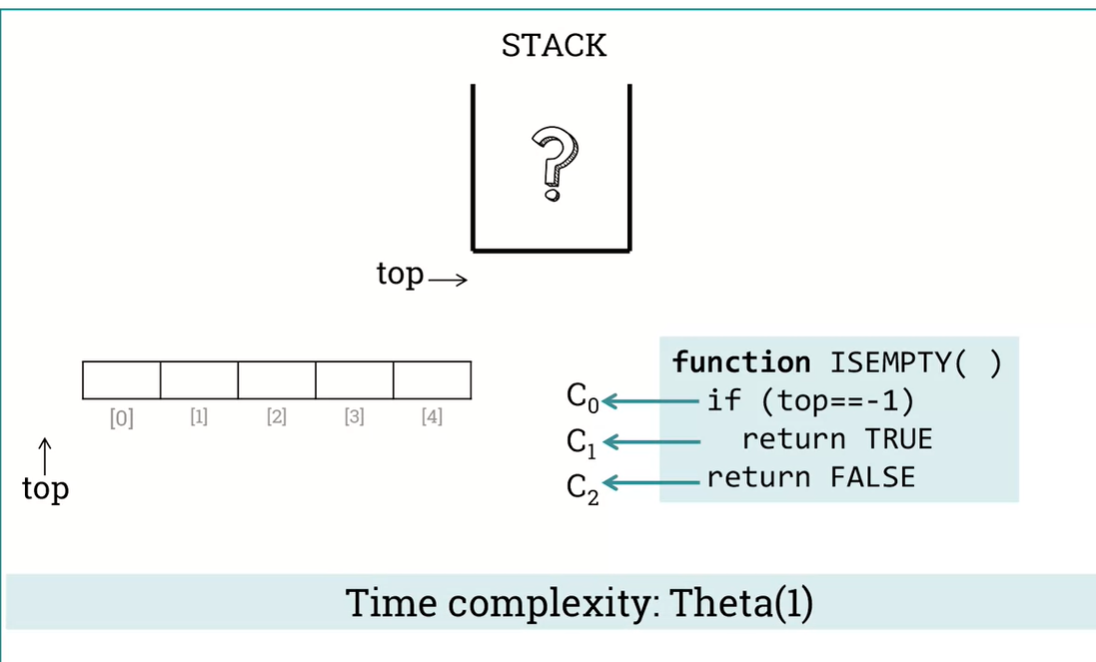 STACK
?
top
[0] [1] [2] [3] [4]
top
function ISEMPTY( )
C0 if (top==-1)
C1 return TRUE
C2 return FALSE
Time complexity: Theta(1)